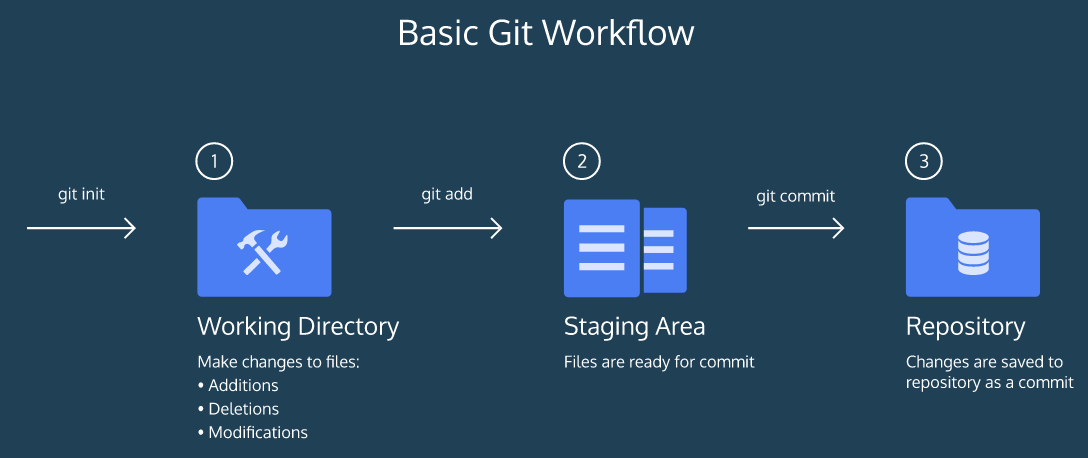 Basic Git Workflow
1
2
3
git init
git add
git commit
Working Directory
Make changes to files:
• Additions
• Deletions
• Modifications
Staging Area
Files are ready for commit
Repository
Changes are saved to
repository as a commit